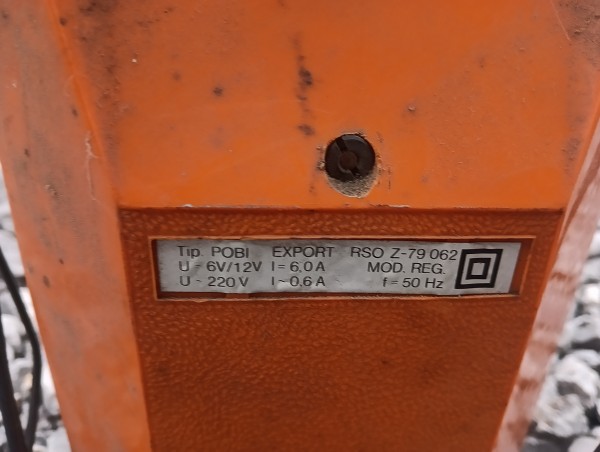 Tip. POBI EXPORT RSO Z-79 062
U = 6V/12V I = 6,0 A MOD. REG.
U ~ 220 V I ~ 0,6 A f = 50 Hz